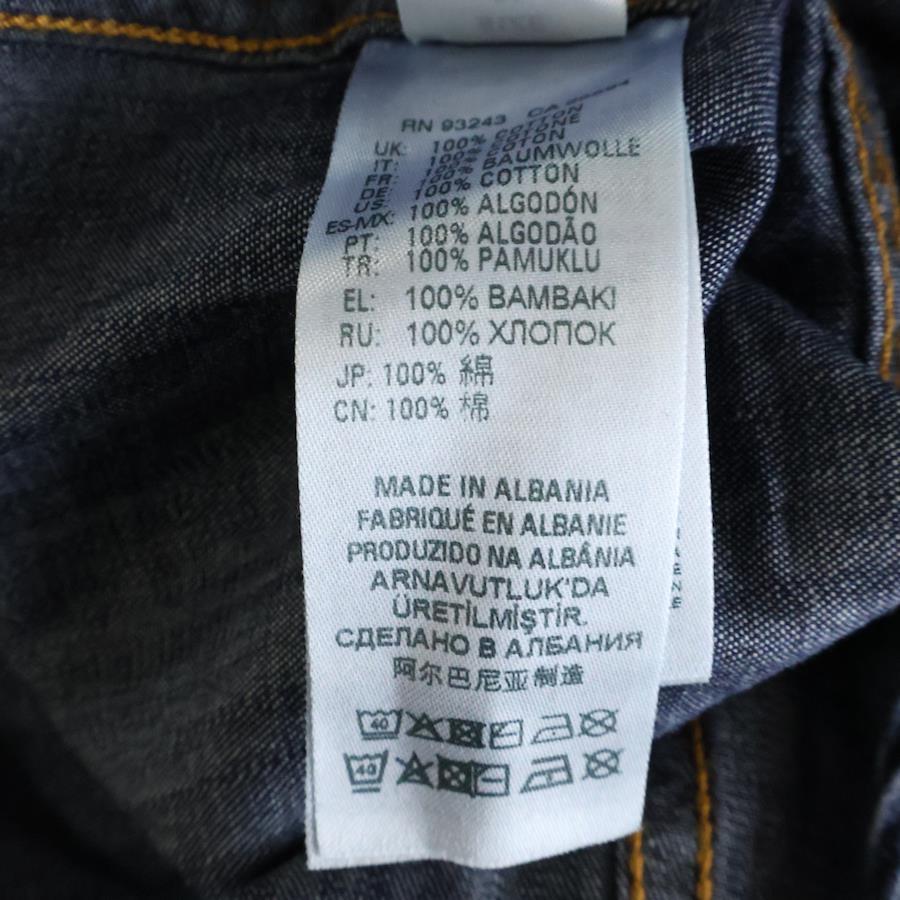 RN 93243 CA
UK: 100% COTTON
IT: 100% COTONE
FR: 100% COTON
DE: 100% BAUMWOLLE
US: 100% COTTON
ES-MX: 100% ALGODÓN
PT: 100% ALGODÃO
TR: 100% PAMUKLU
EL: 100% BAMBAKI
RU: 100% ХЛОПОК
JP: 100% 綿
CN: 100% 棉
MADE IN ALBANIA
FABRIQUÉ EN ALBANIE
PRODUZIDO NA ALBÂNIA
ARNAVUTLUK'DA
ÜRETİLMİŞTİR.
СДЕЛАНО В АЛБАНИЯ
阿尔巴尼亚制造
40
40